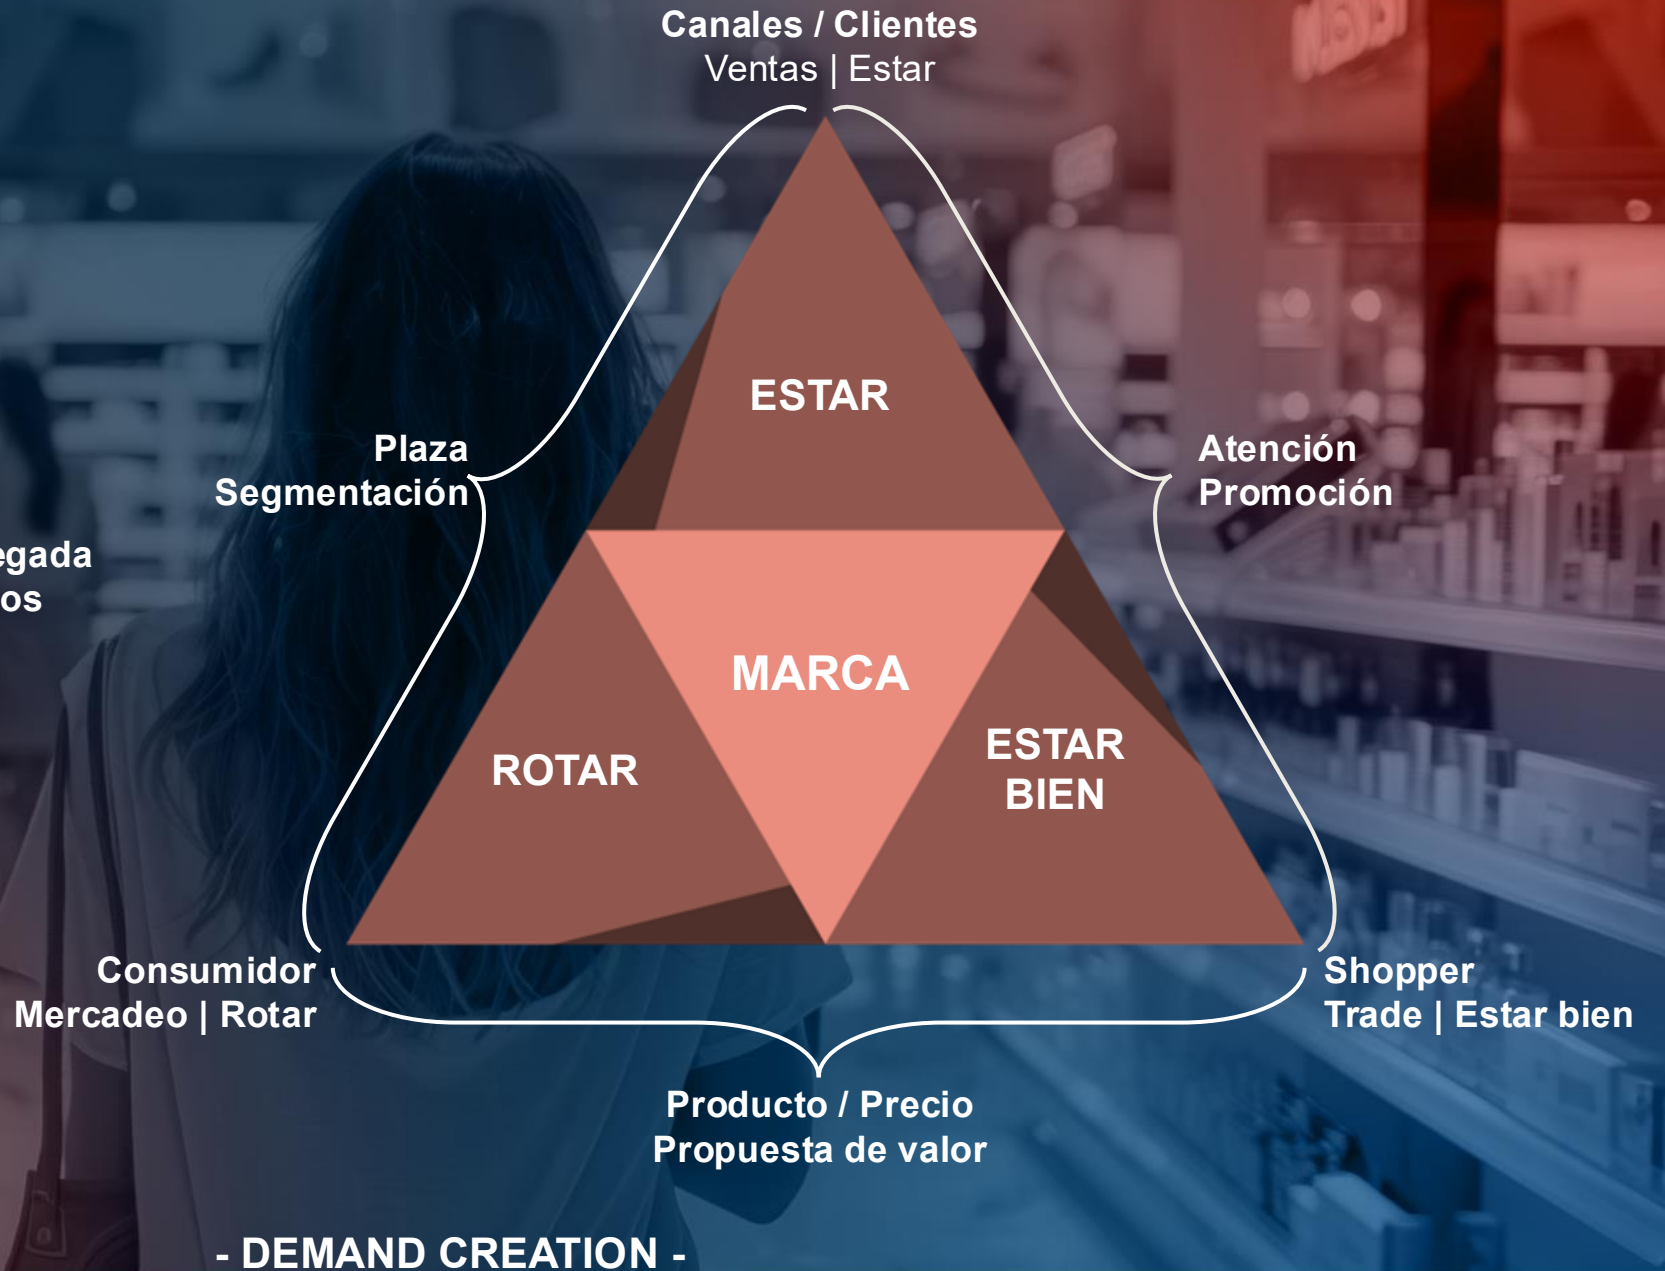 Canales / Clientes
Ventas | Estar
ESTAR
Plaza
Segmentación
Atención
Promoción
egada
os
MARCA
ROTAR
ESTAR
BIEN
Consumidor
Mercadeo | Rotar
Shopper
Trade | Estar bien
Producto / Precio
Propuesta de valor
- DEMAND CREATION -